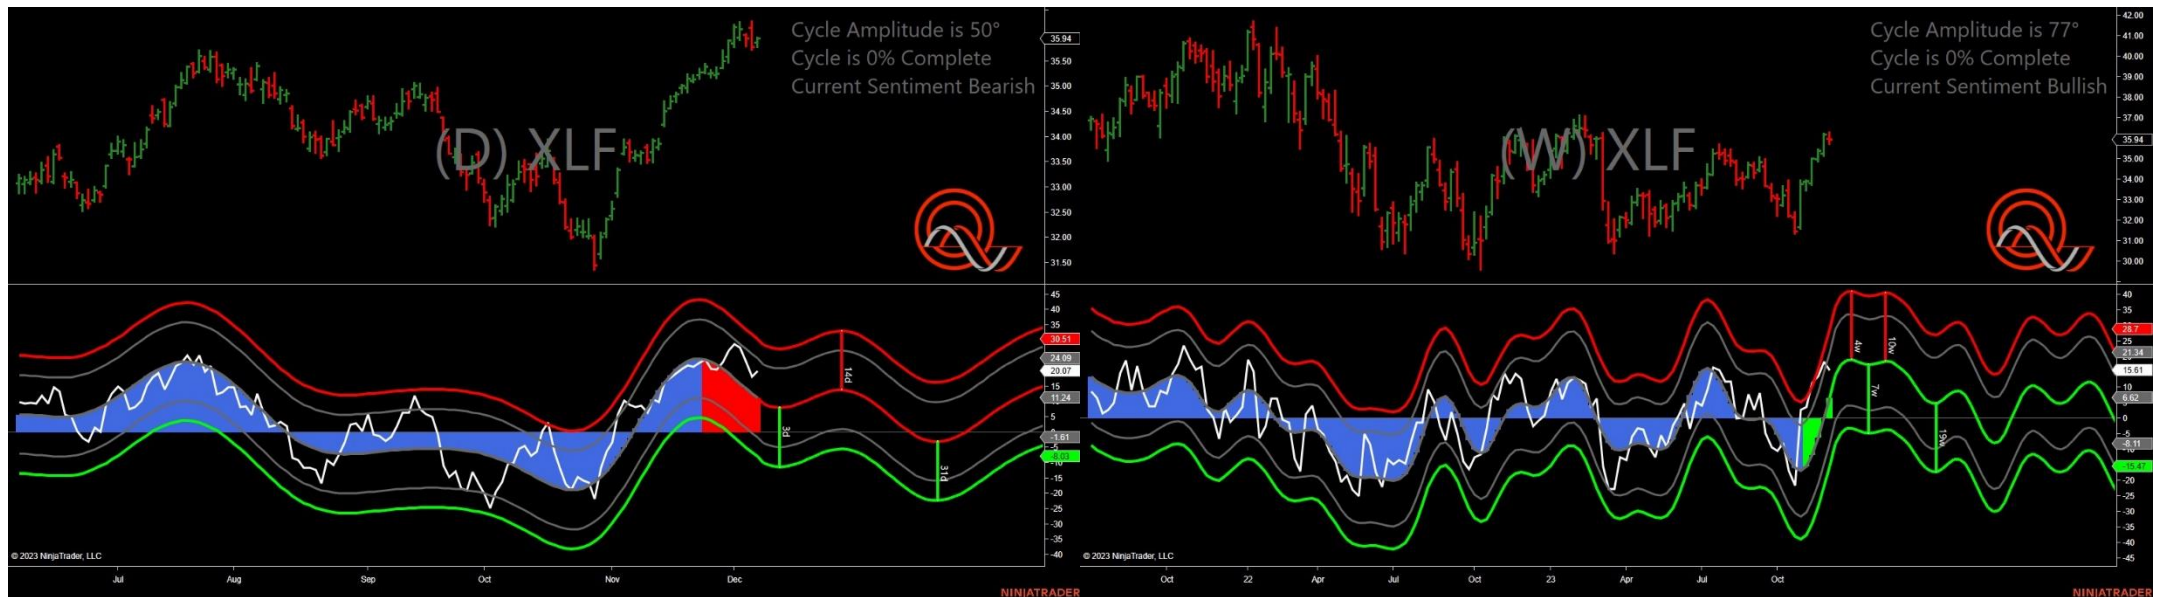 Cycle Amplitude is 50°
Cycle is 0% Complete
Current Sentiment Bearish
(D) XLF
35.94
35.50
35.00
34.50
34.00
33.50
33.00
32.50
32.00
31.50
45
40
35
30.51
24.09
20.07
15
11.24
5
0
-1.61
-5
-8.03
-10
-15
-20
-25
-30
-35
-40
3d
14d
31d
© 2023 NinjaTrader, LLC
Jul
Aug
Sep
Oct
Nov
Dec
NINJATRADER
Cycle Amplitude is 77°
Cycle is 0% Complete
Current Sentiment Bullish
(W) XLF
42.00
41.00
40.00
39.00
38.00
37.00
35.94
35.00
34.00
33.00
32.00
31.00
30.00
40
35
28.7
21.34
15.61
10
6.62
0
-8.11
-15.47
-20
-25
-30
-35
-40
-45
4w
10w
7w
19w
© 2023 NinjaTrader, LLC
Oct
22
Apr
Jul
Oct
23
Apr
Jul
Oct
NINJATRADER